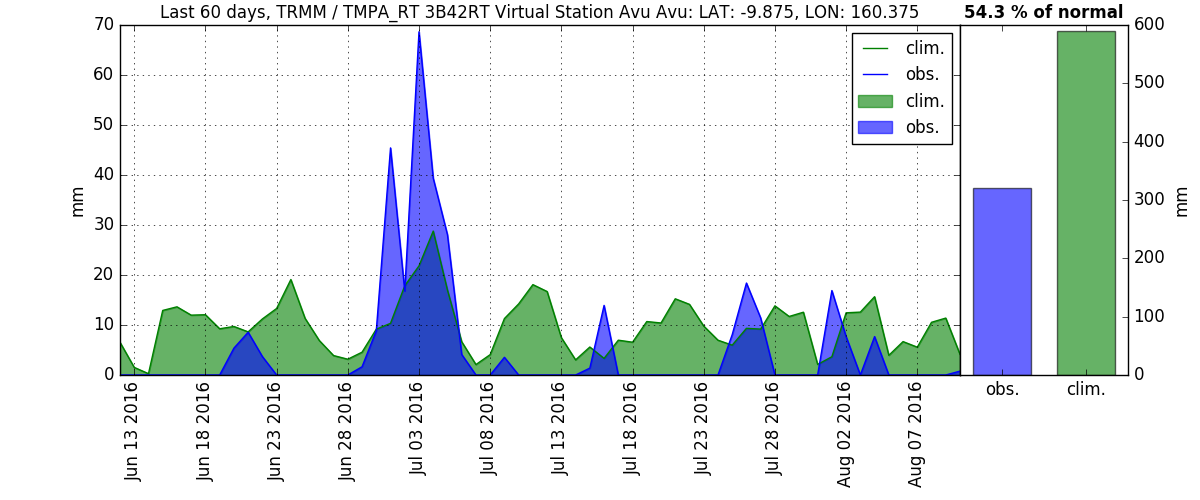 Last 60 days, TRMM / TMPA_RT 3B42RT Virtual Station Avu Avu: LAT: -9.875, LON: 160.375
54.3 % of normal
70
60
50
40
30
20
10
0
mm
clim.
obs.
clim.
obs.
Jun 13 2016
Jun 18 2016
Jun 23 2016
Jun 28 2016
Jul 03 2016
Jul 08 2016
Jul 13 2016
Jul 18 2016
Jul 23 2016
Jul 28 2016
Aug 02 2016
Aug 07 2016
600
500
400
300
200
100
0
mm
obs.
clim.